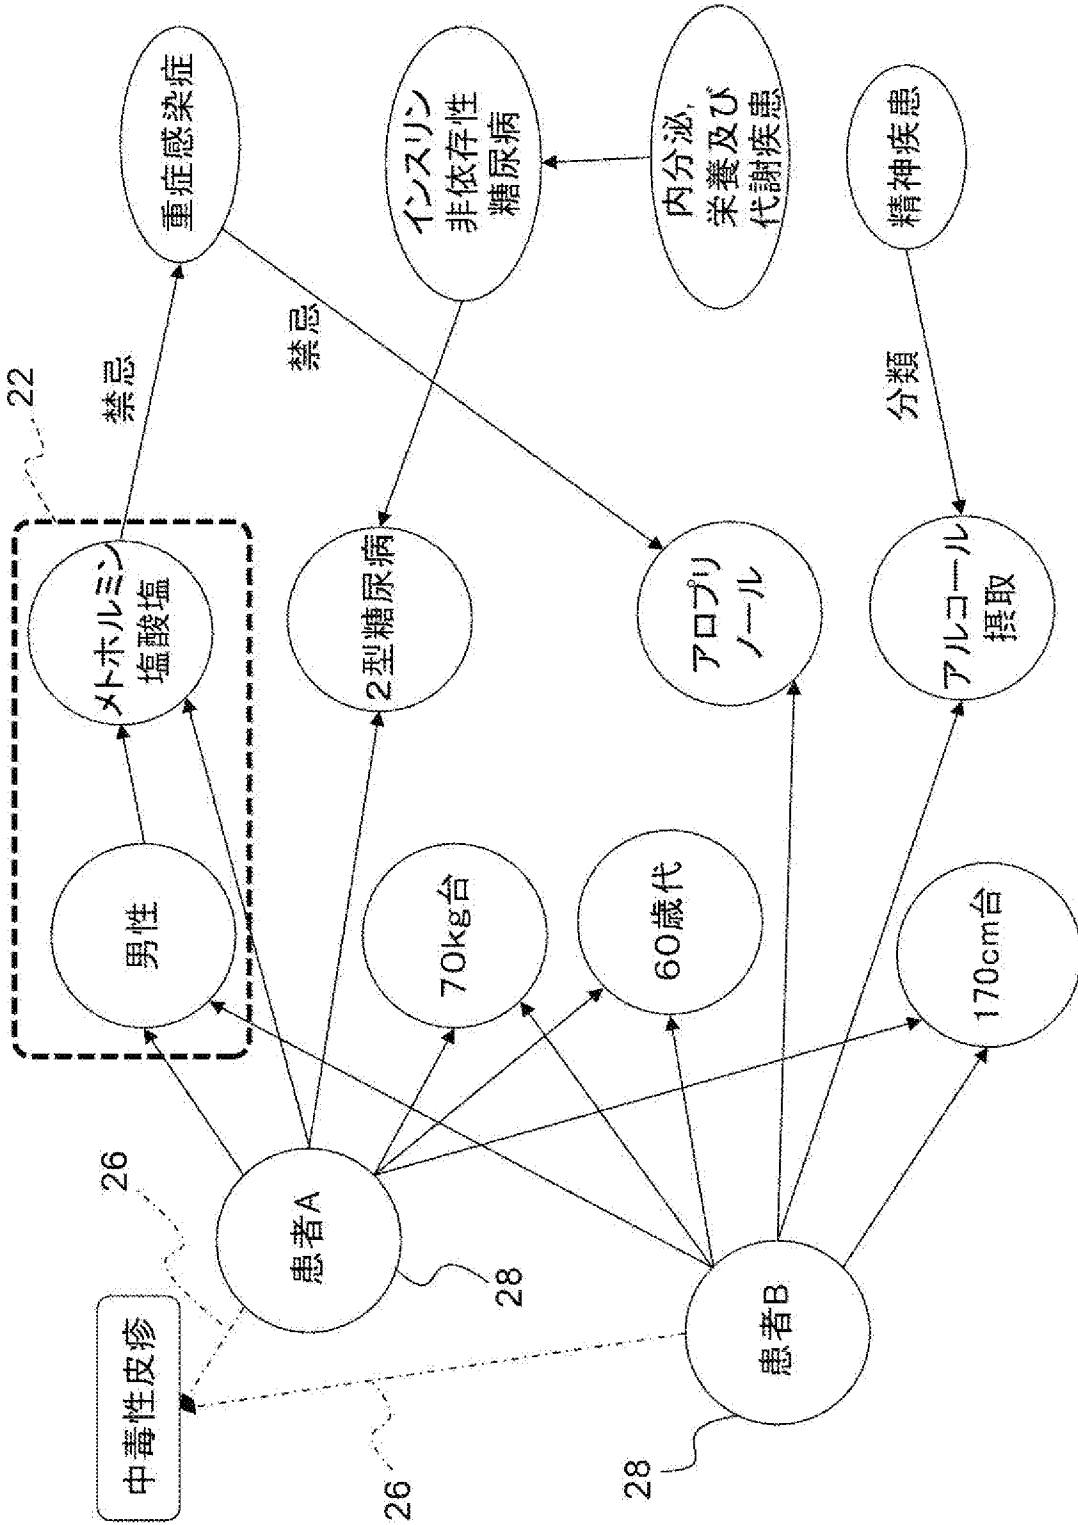 22
禁忌
重症感染症
メトホルミン
塩酸塩
男性
禁忌
インスリン
非依存性
糖尿病
2型糖尿病
26
中毒性皮疹
患者A
28
70kg台
60歳代
内分泌,
栄養及び
代謝疾患
アロプリ
ノール
精神疾患
分類
アルコール
摂取
170cm台
患者B
28
26